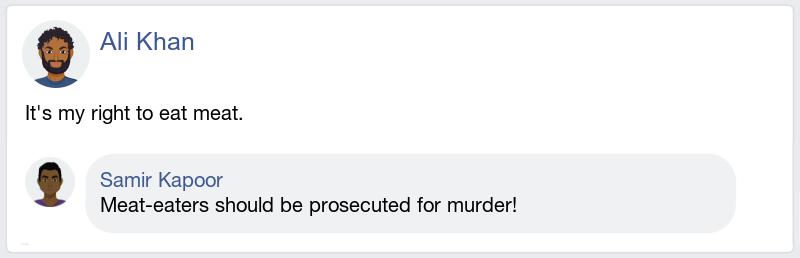 Ali Khan
It's my right to eat meat.
Samir Kapoor
Meat-eaters should be prosecuted for murder!